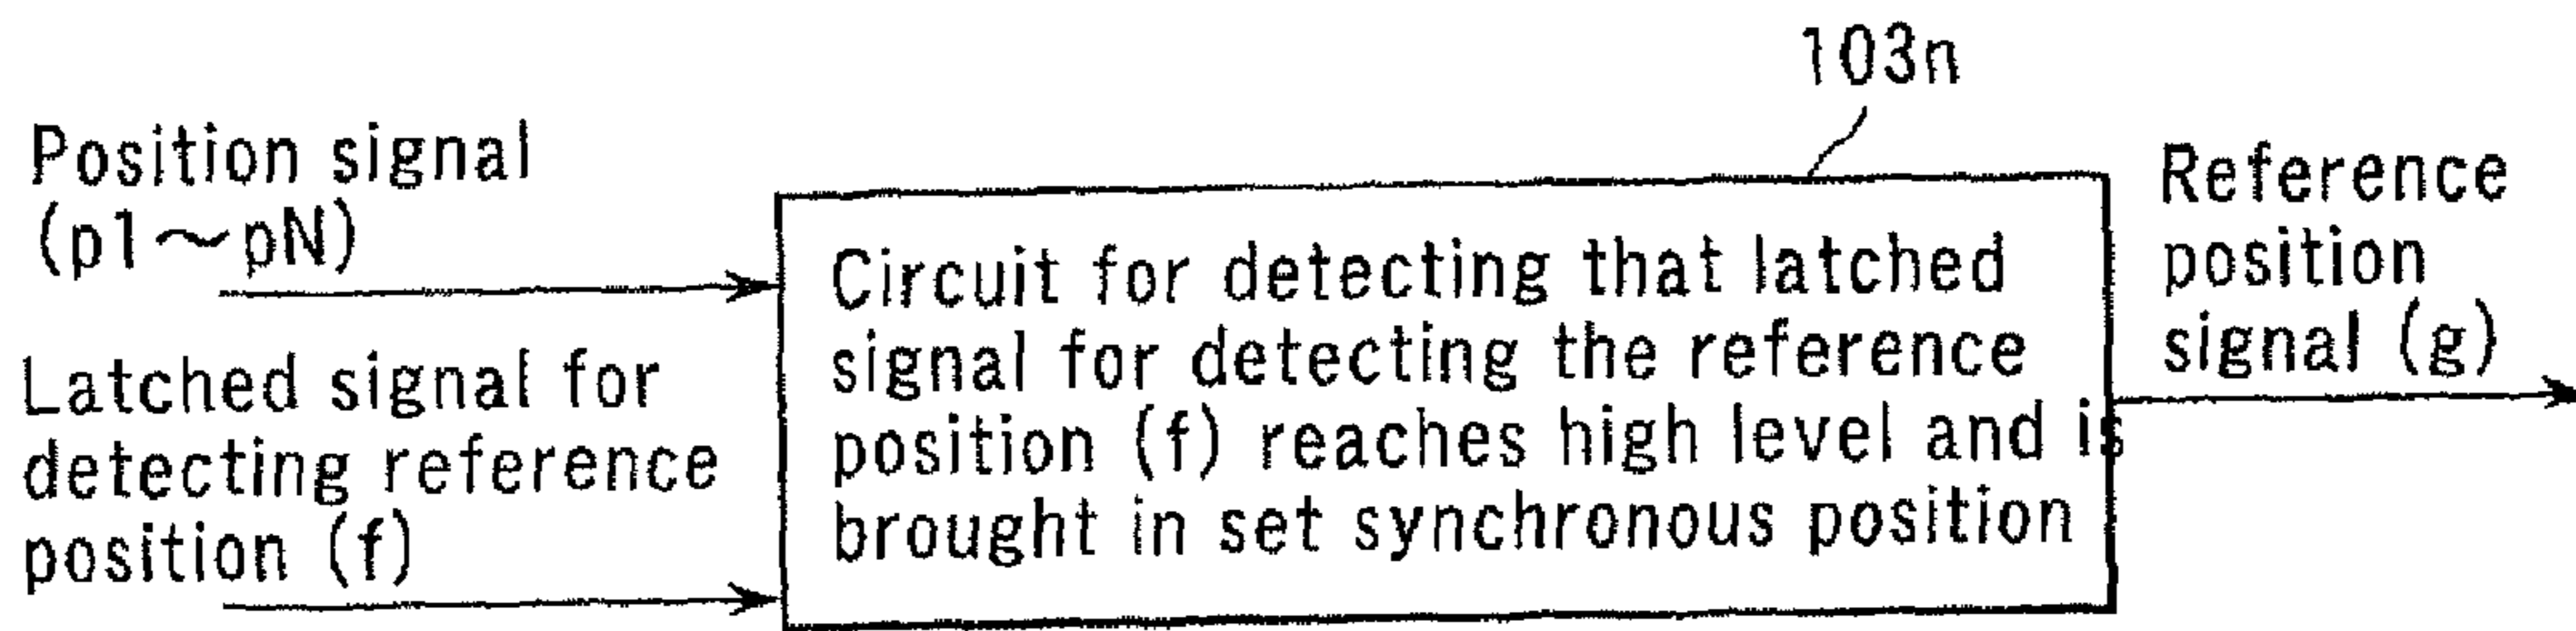 103n
Position signal
(p1～pN)
Latched signal for
detecting reference
position (f)
Circuit for detecting that latched
signal for detecting the reference
position (f) reaches high level and is
brought in set synchronous position
Reference
position
signal (g)